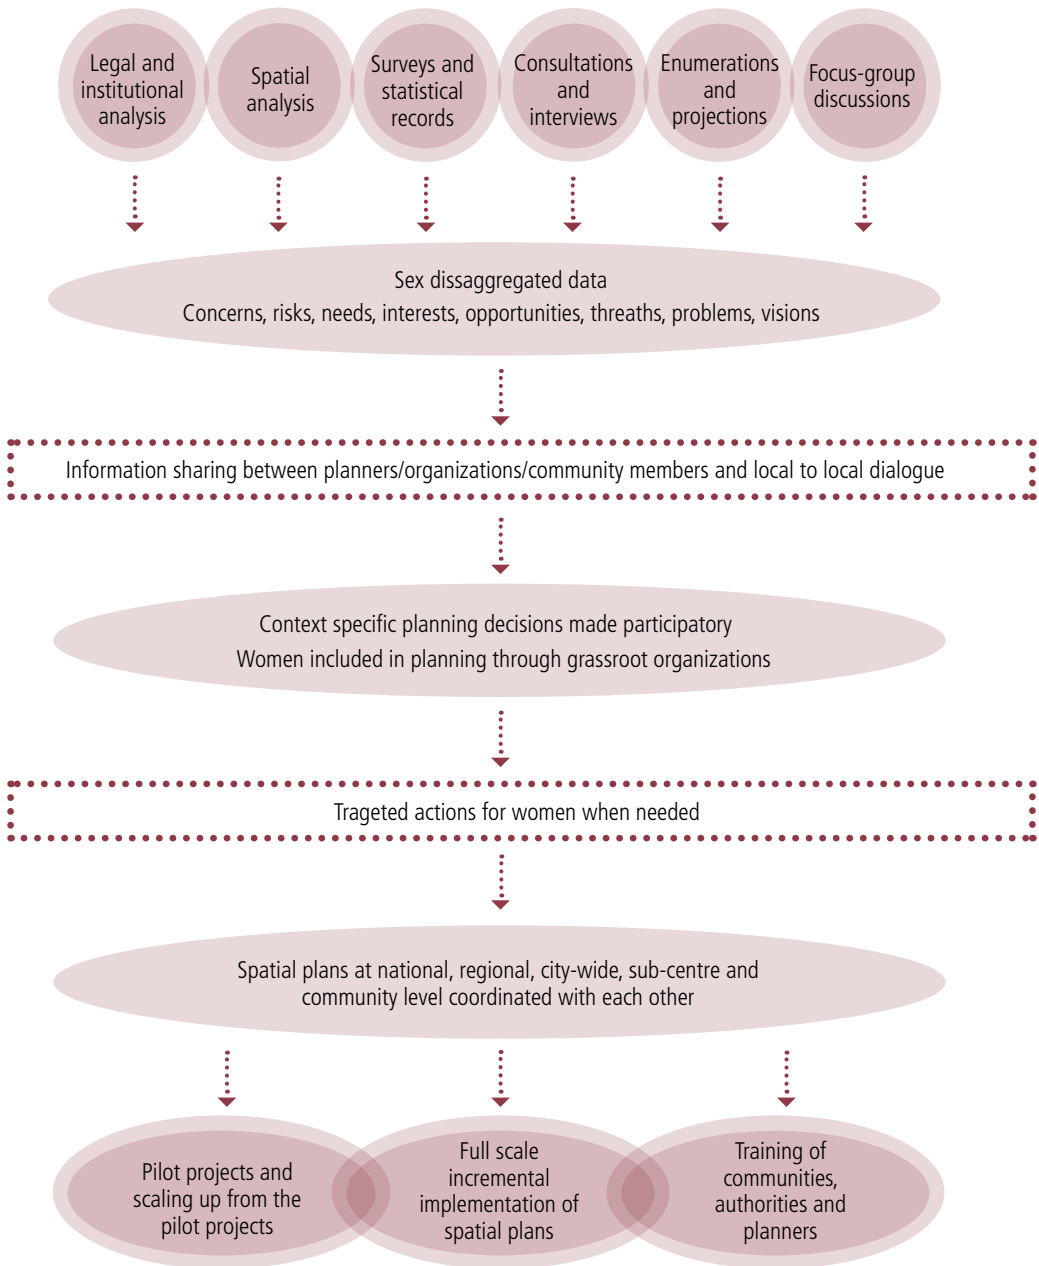 Legal and
institutional
analysis
Spatial
analysis
Surveys and
statistical
records
Consultations
and
interviews
Enumerations
and
projections
Focus-group
discussions
Sex dissaggregated data
Concerns, risks, needs, interests, opportunities, threaths, problems, visions
Information sharing between planners/organizations/community members and local to local dialogue
Context specific planning decisions made participatory
Women included in planning through grassroot organizations
Trageted actions for women when needed
Spatial plans at national, regional, city-wide, sub-centre and
community level coordinated with each other
Pilot projects and
scaling up from the
pilot projects
Full scale
incremental
implementation of
spatial plans
Training of
communities,
authorities and
planners